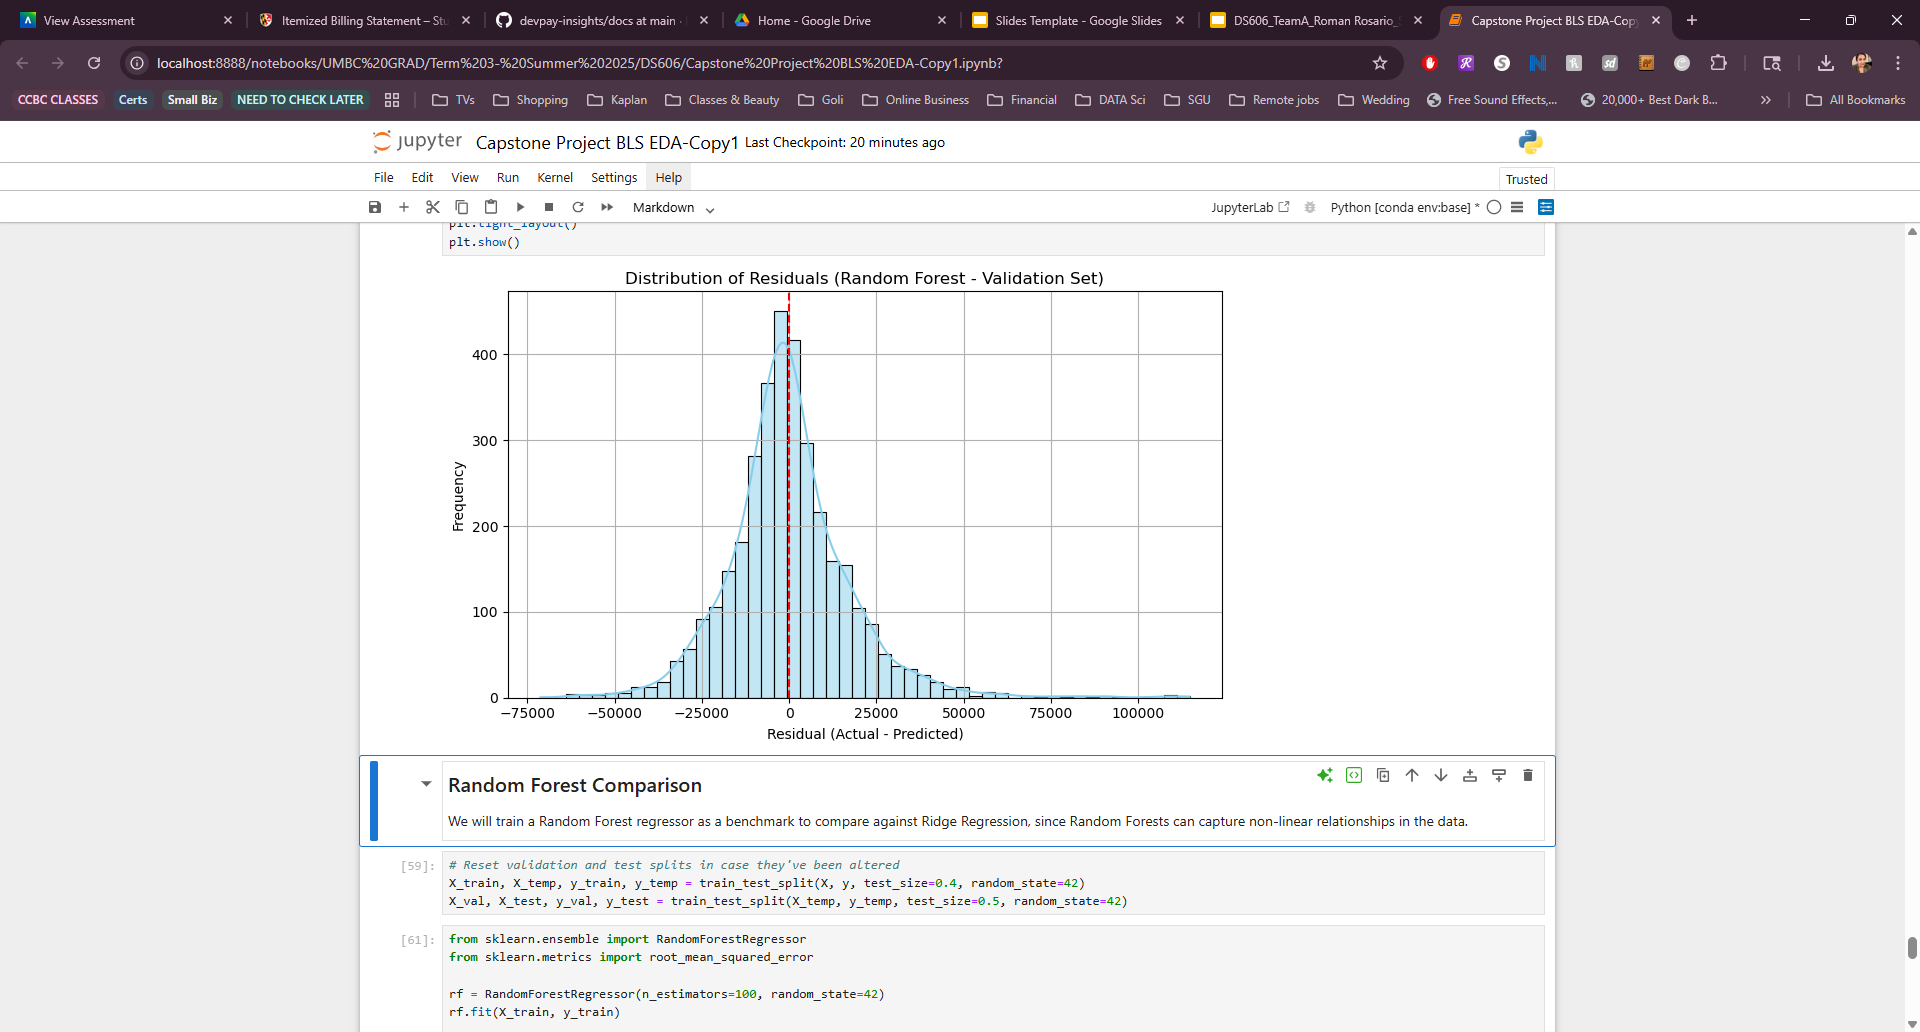 View Assessment
Itemized Billing Statement – Stu
devpay-insights/docs at main ·
Home - Google Drive
Slides Template - Google Slides
DS606_TeamA_Roman Rosario_
Capstone Project BLS EDA-Cop
localhost:8888/notebooks/UMBC%20GRAD/Term%203-%20Summer%202025/DS606/Capstone%20Project%20BLS%20EDA-Copy1.ipynb?
CCBC CLASSES
Certs
Small Biz
NEED TO CHECK LATER
TVs
Shopping
Kaplan
Classes & Beauty
Goli
Online Business
Financial
DATA Sci
SGU
Remote jobs
Wedding
Free Sound Effects,...
20,000+ Best Dark B...
All Bookmarks
jupyter Capstone Project BLS EDA-Copy1 Last Checkpoint: 20 minutes ago
File Edit View Run Kernel Settings Help
Trusted
Markdown
JupyterLab
Python [conda env:base] *
plt.tight_layout()
plt.show()
Distribution of Residuals (Random Forest - Validation Set)
Frequency
400
300
200
100
0
−75000 −50000 −25000 0 25000 50000 75000 100000
Residual (Actual - Predicted)
Random Forest Comparison
We will train a Random Forest regressor as a benchmark to compare against Ridge Regression, since Random Forests can capture non-linear relationships in the data.
[59]:
# Reset validation and test splits in case they've been altered
X_train, X_temp, y_train, y_temp = train_test_split(X, y, test_size=0.4, random_state=42)
X_val, X_test, y_val, y_test = train_test_split(X_temp, y_temp, test_size=0.5, random_state=42)
[61]:
from sklearn.ensemble import RandomForestRegressor
from sklearn.metrics import root_mean_squared_error
rf = RandomForestRegressor(n_estimators=100, random_state=42)
rf.fit(X_train, y_train)